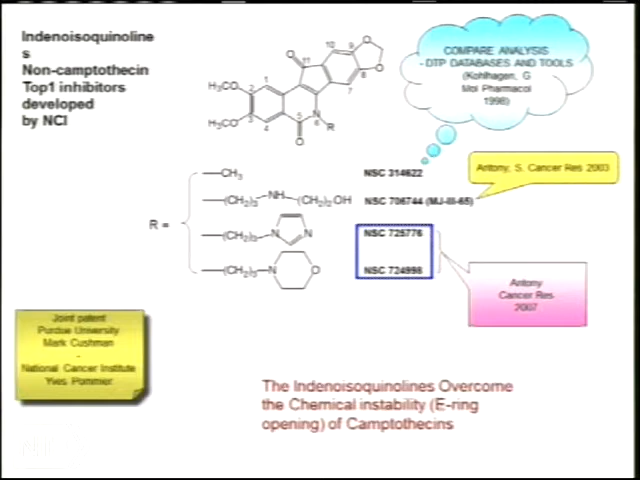 Indenoisoquinoline
s
Non-camptothecin
Top1 inhibitors
developed
by NCI
COMPARE ANALYSIS
- DTP DATABASES AND TOOLS
(Kohlhagen, G
Mol Pharmacol
1998)
O
11
10
9
O
O
8
7
H₃CO
2
1
H₃CO
3
4
5
N
6
R
O
CH₃
NSC 314622
Antony, S. Cancer Res 2003
(CH₂)₃—NH—(CH₂)₂OH
NSC 706744 (MJ-III-65)
R =
(CH₂)₃—N N
NSC 725776
(CH₂)₃—N O
NSC 724998
Antony
Cancer Res
2007
Joint patent
Purdue University
Mark Cushman
-
National Cancer Institute
Yves Pommier
The Indenoisoquinolines Overcome
the Chemical instability (E-ring
opening) of Camptothecins